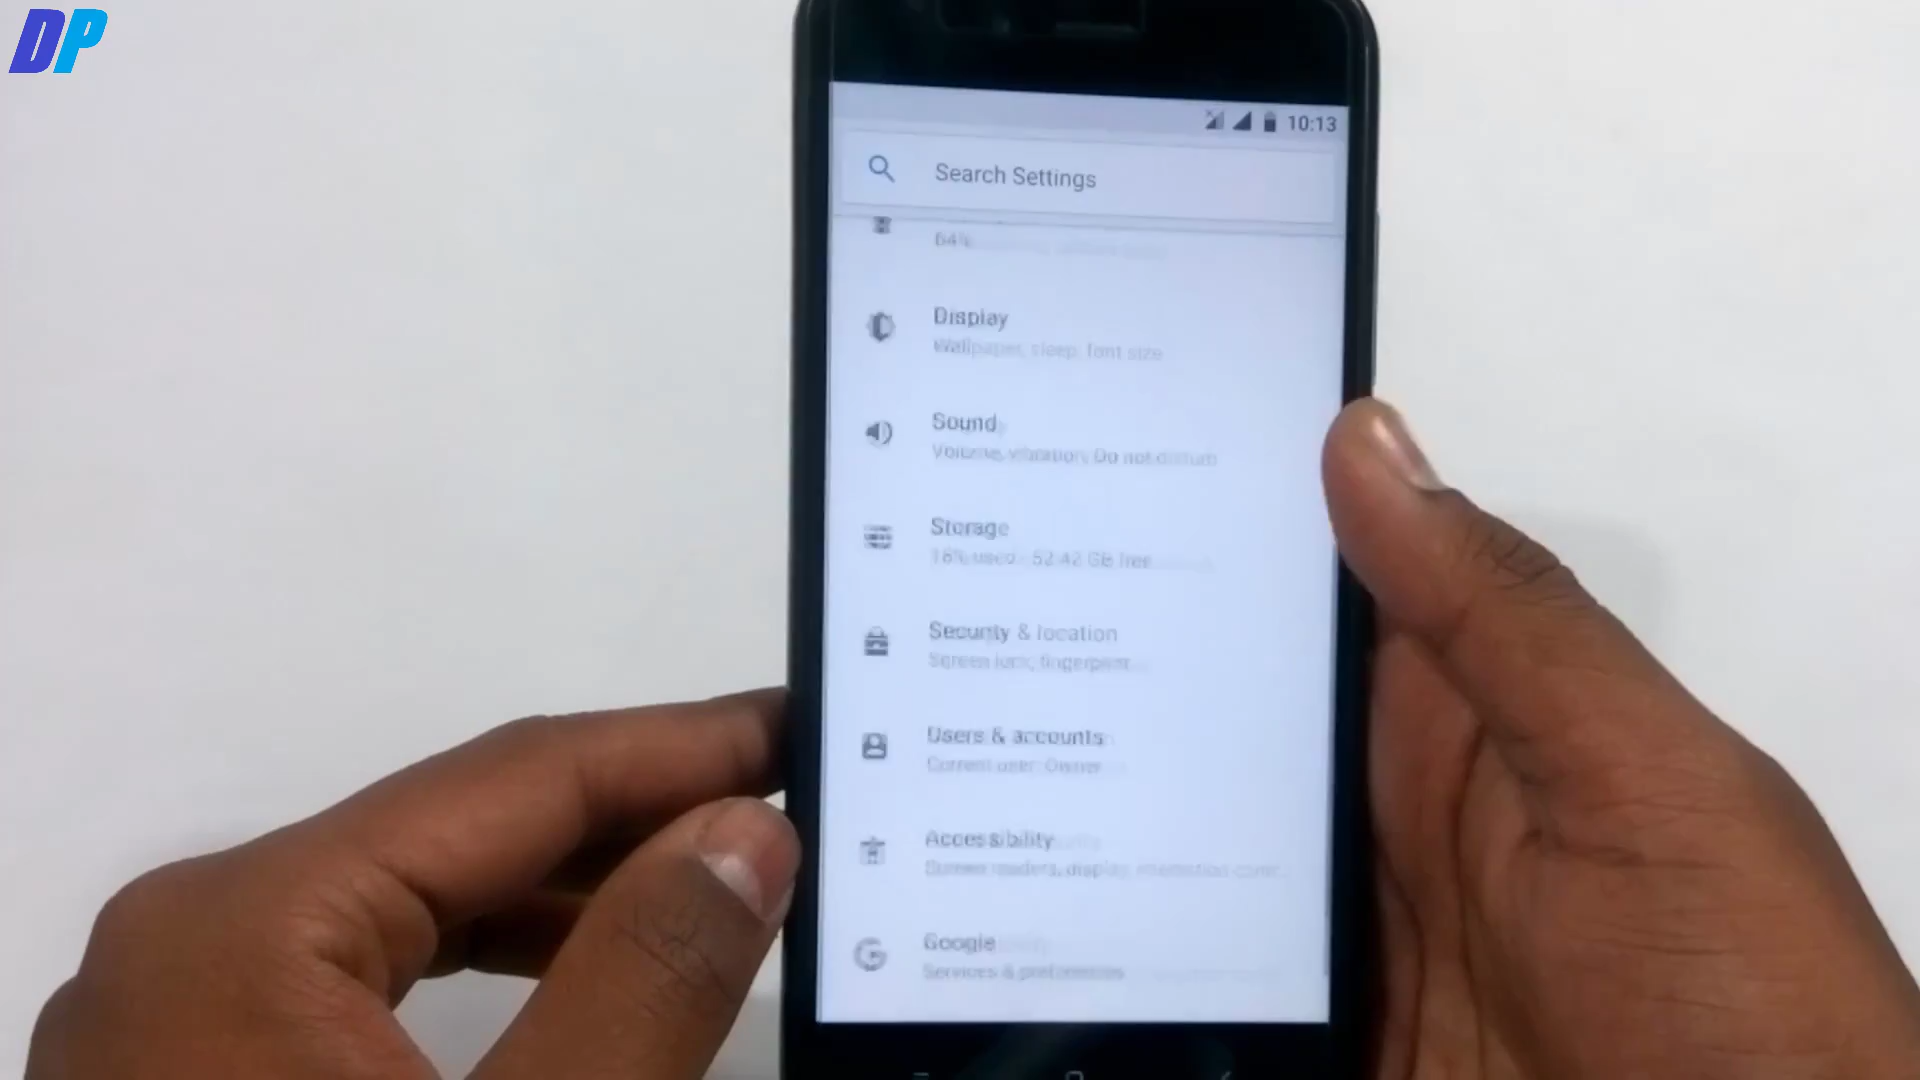 DP
10:13
Search Settings
64%
Display
Wallpaper, sleep, font size
Sound
Volume, vibration, Do not disturb
Storage
18% used - 52.42 GB free
Security & location
Screen lock, fingerprint
Users & accounts
Current user: Owner
Accessibility
Screen readers, display, interaction contr...
Google
Services & preferences